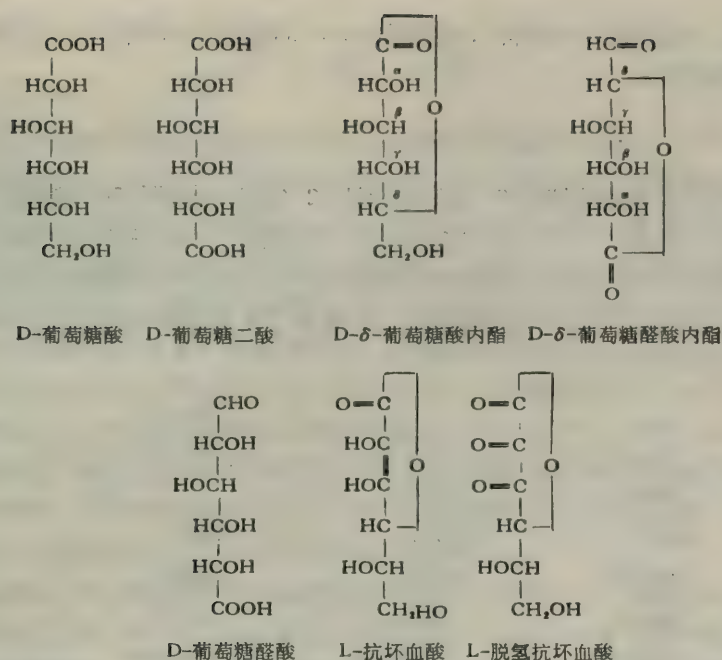 COOH COOH C=O HC=O
HCOH HCOH α HCOH δ HC
HOCH HOCH β HOCH O γ HOCH O
HCOH HCOH γ HCOH β HCOH
HCOH HCOH δ HC α HCOH
CH₂OH COOH CH₂OH C
O
D-葡萄糖酸 D-葡萄糖二酸 D-δ-葡萄糖酸内酯 D-δ-葡萄糖醛酸内酯
CHO O=C O=C
HCOH HOC O=C
HOCH HOC O O=C O
HCOH HC HC
HCOH HOCH HOCH
COOH CH₂HO CH₂OH
D-葡萄糖醛酸 L-抗坏血酸 L-脱氢抗坏血酸